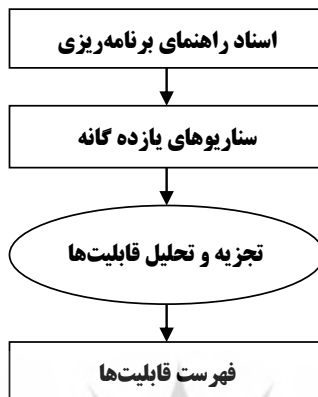 اسناد راهنمای برنامه‌ریزی
سناریوهای یازده گانه
تجزیه و تحلیل قابلیت‌ها
فهرست قابلیت‌ها